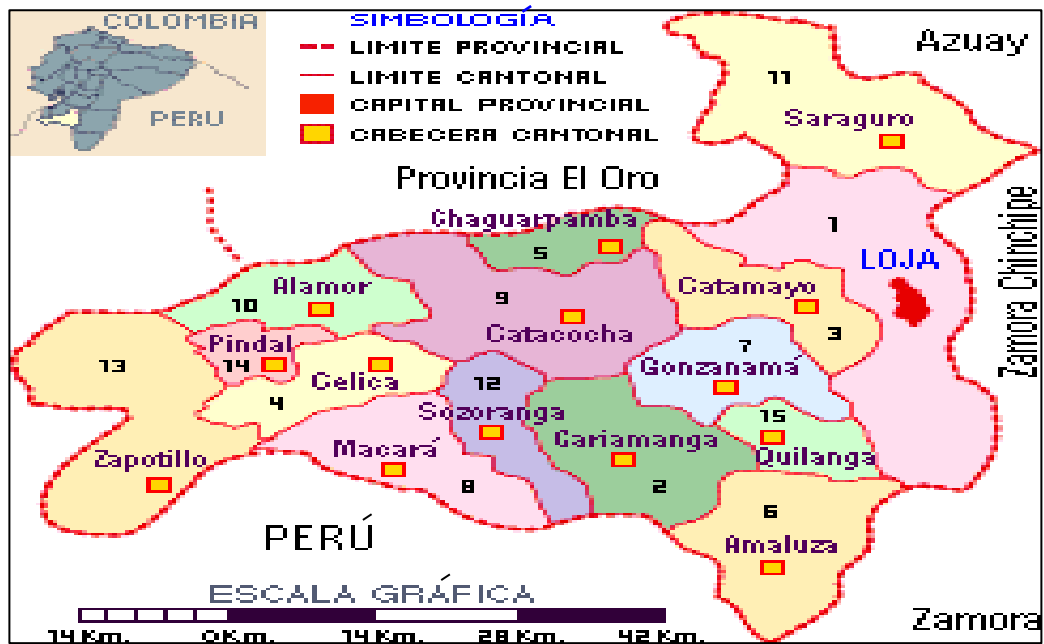 COLOMBIA
PERU
SIMBOLOGÍA
LIMITE PROVINCIAL
LIMITE CANTONAL
CAPITAL PROVINCIAL
CABECERA CANTONAL
Azuay
11
Saraguro
Provincia El Oro
Zamora Chinchipe
1
LOJA
Chaguarpamba
5
Catamayo
3
Alamor
10
9
Catacocha
7
Gonzanamá
Pindal
14
13
Celica
4
12
Sozoranga
Cariamanga
2
15
Quilanga
Macará
8
Zapotillo
6
Amaluza
PERÚ
Zamora
ESCALA GRÁFICA
14 Km. 0 Km. 14 Km. 28 Km. 42 Km.